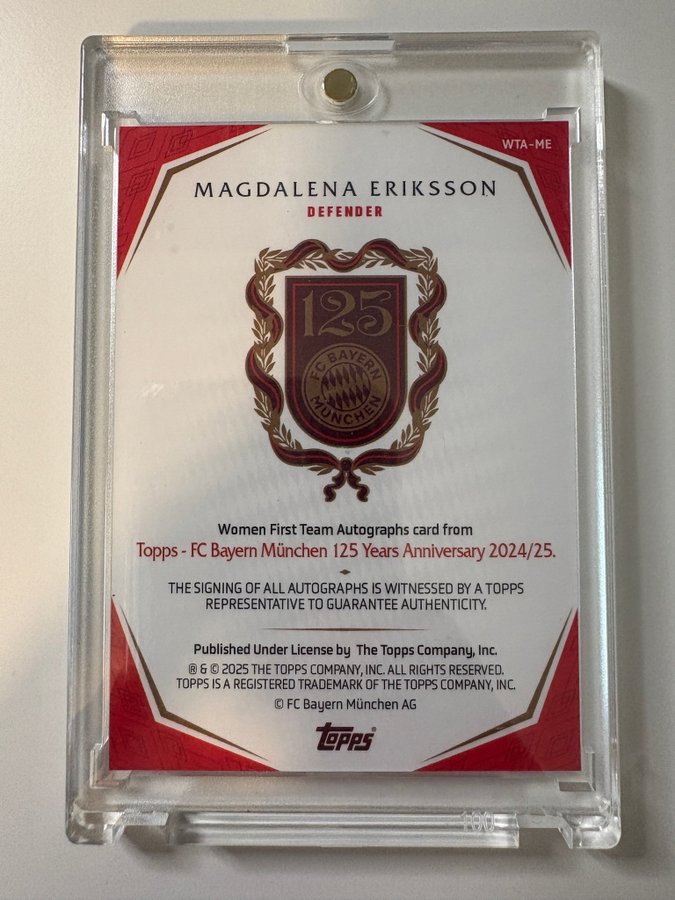 WTA-ME
MAGDALENA ERIKSSON
DEFENDER
125
FC BAYERN
MÜNCHEN
Women First Team Autographs card from
Topps - FC Bayern München 125 Years Anniversary 2024/25.
THE SIGNING OF ALL AUTOGRAPHS IS WITNESSED BY A TOPPS
REPRESENTATIVE TO GUARANTEE AUTHENTICITY.
Published Under License by The Topps Company, Inc.
® & © 2025 THE TOPPS COMPANY, INC. ALL RIGHTS RESERVED.
TOPPS IS A REGISTERED TRADEMARK OF THE TOPPS COMPANY, INC.
© FC Bayern München AG
topps®